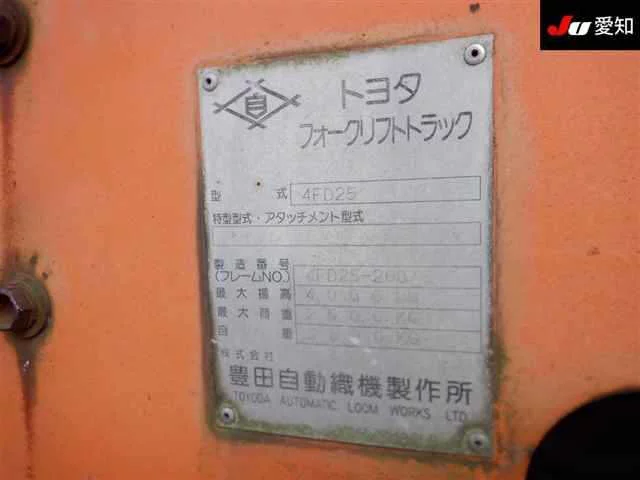 JU 愛知
自
トヨタ
フォークリフトトラック
型式 4FD25
特型型式・アタッチメント型式
製造番号
(フレームNO.)
最大揚高
最大荷重
自重
株式会社
豊田自動織機製作所
TOYODA AUTOMATIC LOOM WORKS LTD.